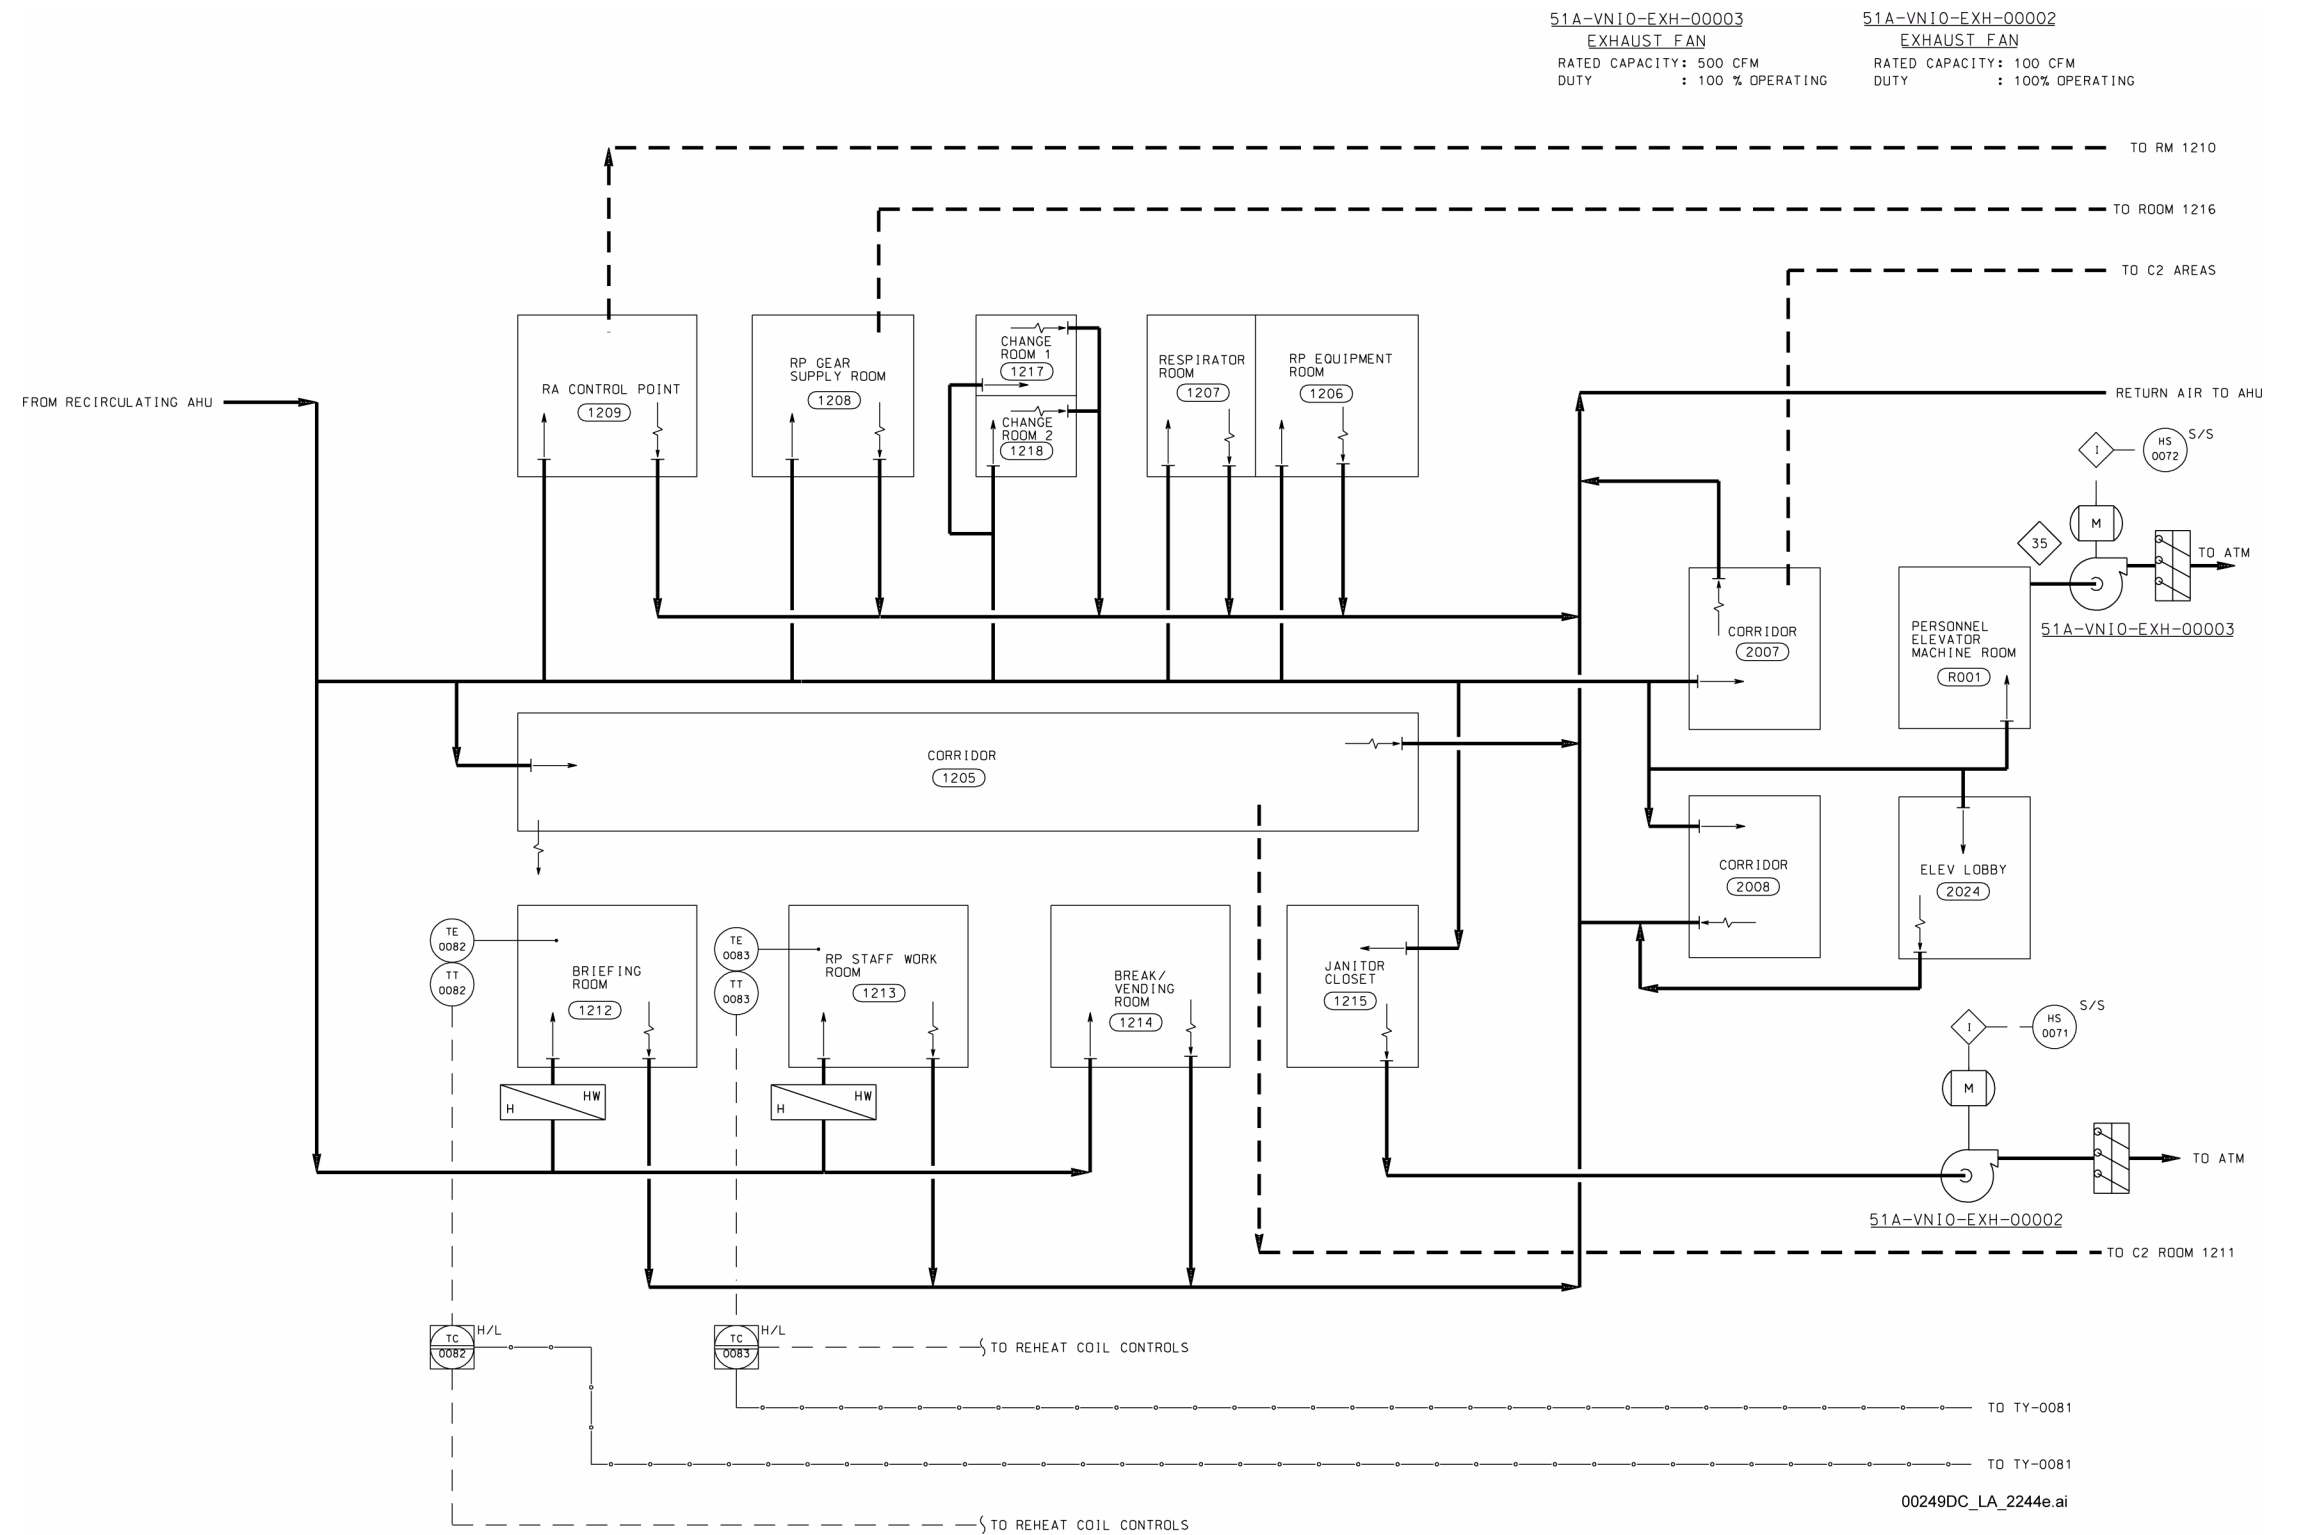 51A-VNIO-EXH-00003
EXHAUST FAN
RATED CAPACITY: 500 CFM
DUTY : 100 % OPERATING
51A-VNIO-EXH-00002
EXHAUST FAN
RATED CAPACITY: 100 CFM
DUTY : 100% OPERATING
TO RM 1210
TO ROOM 1216
TO C2 AREAS
FROM RECIRCULATING AHU
RETURN AIR TO AHU
RA CONTROL POINT
1209
RP GEAR
SUPPLY ROOM
1208
CHANGE
ROOM 1
1217
CHANGE
ROOM 2
1218
RESPIRATOR
ROOM
1207
RP EQUIPMENT
ROOM
1206
I
HS
0072
S/S
M
35
TO ATM
51A-VNIO-EXH-00003
CORRIDOR
2007
PERSONNEL
ELEVATOR
MACHINE ROOM
R001
CORRIDOR
1205
CORRIDOR
2008
ELEV LOBBY
2024
TE
0082
TT
0082
BRIEFING
ROOM
1212
TE
0083
TT
0083
RP STAFF WORK
ROOM
1213
BREAK/
VENDING
ROOM
1214
JANITOR
CLOSET
1215
I
HS
0071
S/S
M
H
HW
H
HW
TO ATM
51A-VNIO-EXH-00002
TO C2 ROOM 1211
TC
0082
H/L
TC
0083
H/L
TO REHEAT COIL CONTROLS
TO TY-0081
TO TY-0081
00249DC_LA_2244e.ai
TO REHEAT COIL CONTROLS